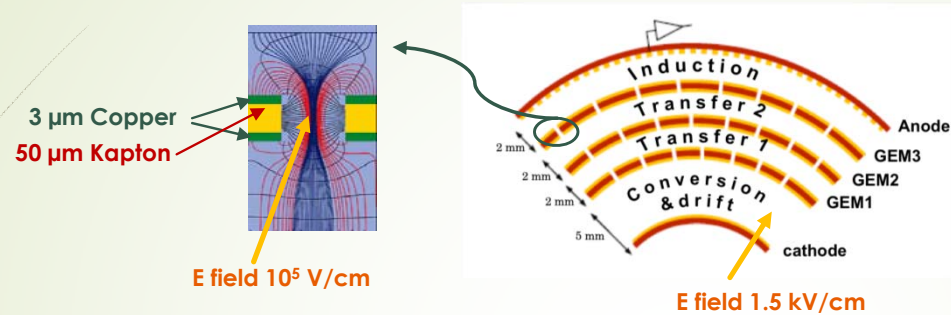 3 µm Copper
50 µm Kapton
E field 10⁵ V/cm
Induction
Transfer 2
Transfer 1
Conversion
&drift
2 mm
2 mm
2 mm
5 mm
Anode
GEM3
GEM2
GEM1
cathode
E field 1.5 kV/cm